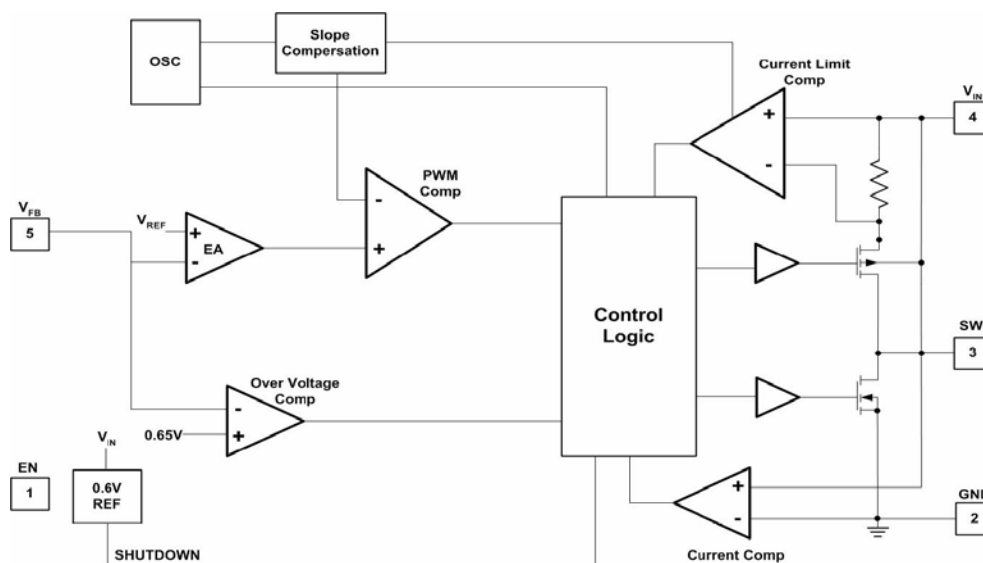 OSC
Slope
Compersation
Current Limit
Comp
VIN
4
+
-
PWM
Comp
-
+
VFB
5
VREF
+
EA
-
Control
Logic
SW
3
Over Voltage
Comp
-
0.65V
+
VIN
EN
1
0.6V
REF
+
-
GND
2
SHUTDOWN
Current Comp